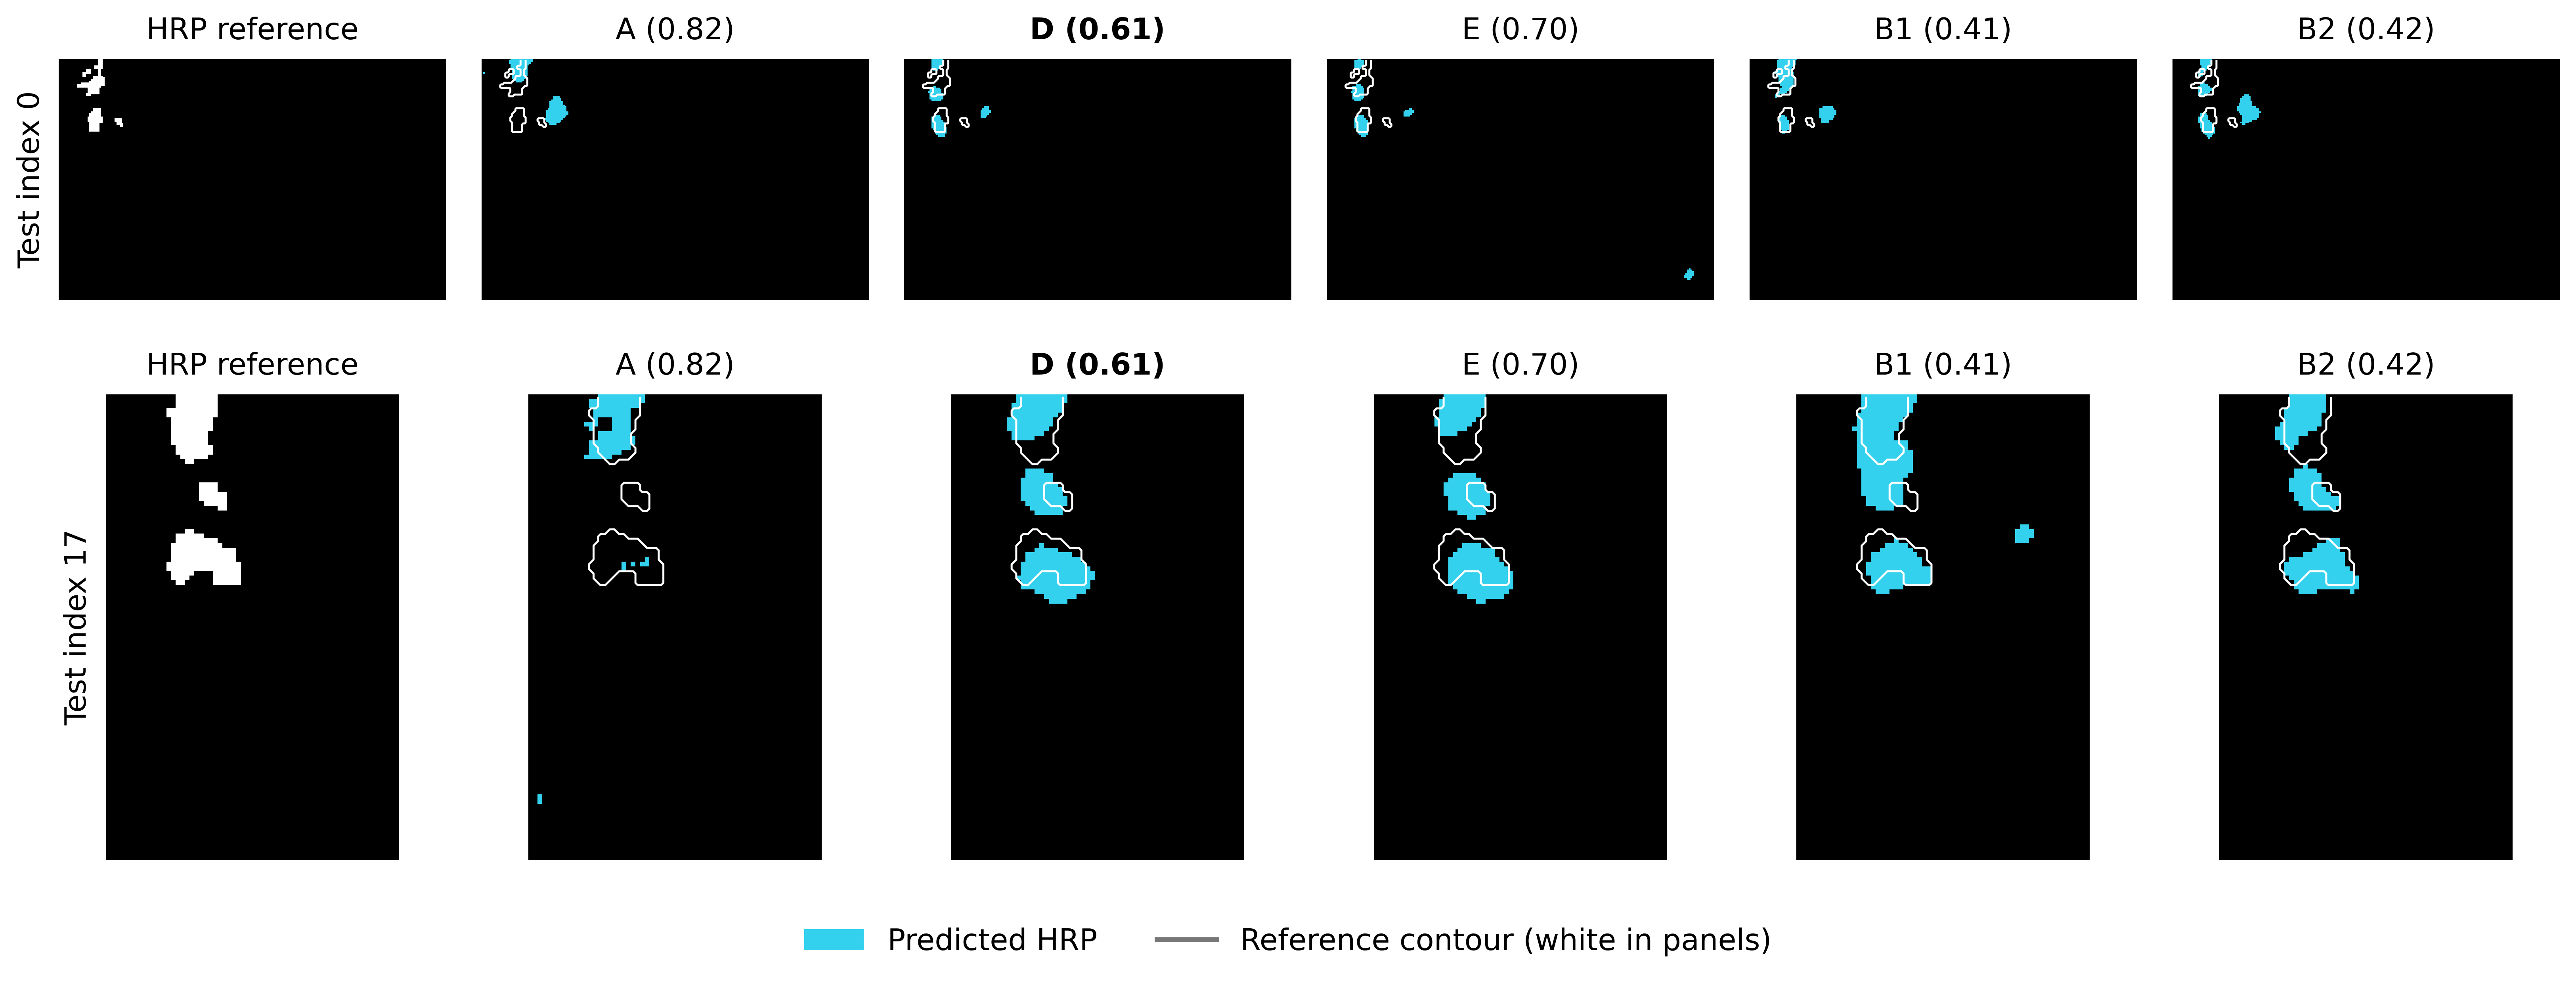 HRP reference
A (0.82)
D (0.61)
E (0.70)
B1 (0.41)
B2 (0.42)
Test index 0
HRP reference
A (0.82)
D (0.61)
E (0.70)
B1 (0.41)
B2 (0.42)
Test index 17
Predicted HRP
Reference contour (white in panels)